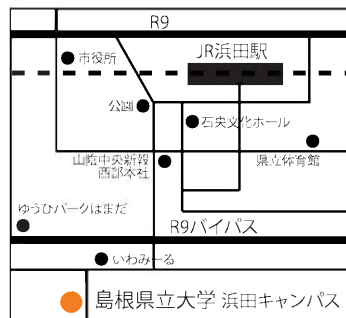 R9
JR浜田駅
市役所
公園
石央文化ホール
山陰中央新報
西部本社
県立体育館
ゆうひパークはまだ
R9バイパス
いわみーる
島根県立大学 浜田キャンパス